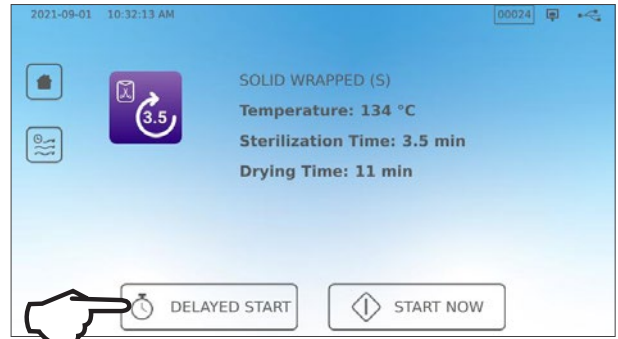 2021-09-01 10:32:13 AM 00024
SOLID WRAPPED (S)
Temperature: 134 °C
3.5
Sterilization Time: 3.5 min
Drying Time: 11 min
DELAYED START START NOW